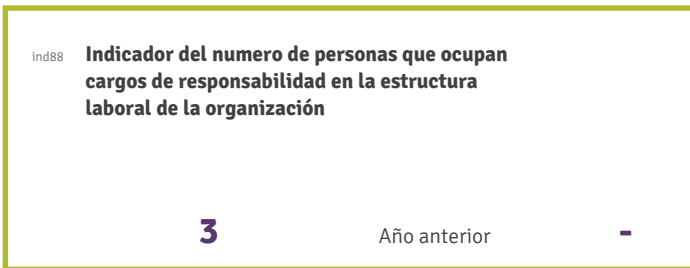 ind88 Indicador del numero de personas que ocupan
cargos de responsabilidad en la estructura
laboral de la organización
3 Año anterior -